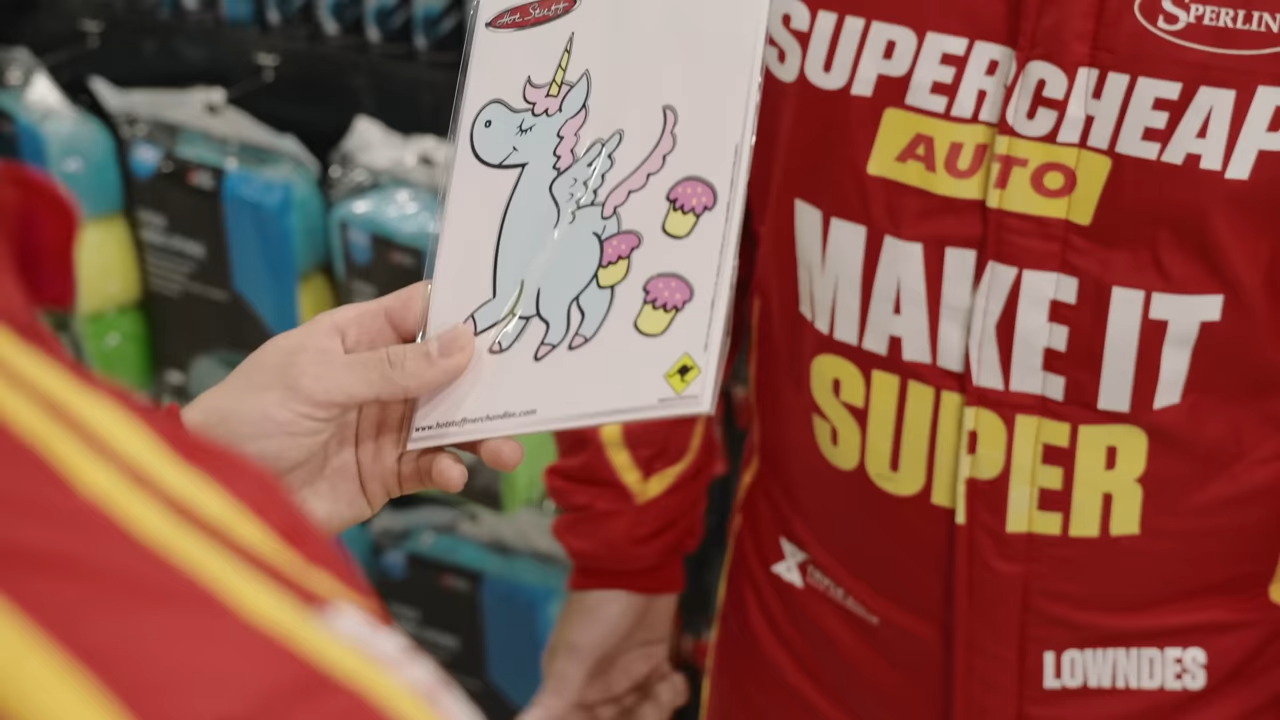 Hot Stuff
www.hotstuffmerchandise.com
SPERLIN
SUPERCHEAP
AUTO
MAKE IT
SUPER
LOWNDES